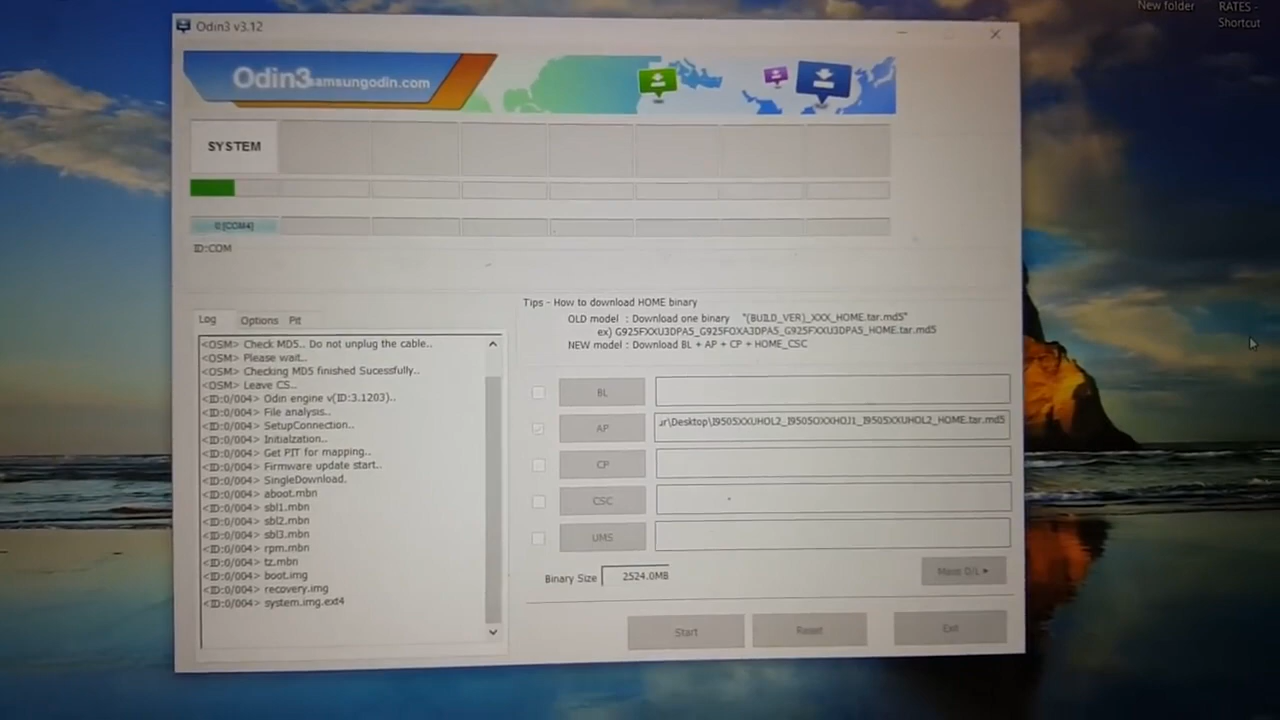 New folder
RATES -
Shortcut
Odin3 v3.12
Odin3
samsungodin.com
SYSTEM
0:[COM4]
ID:COM
Log Options Pit
<OSM> Check MD5.. Do not unplug the cable..
<OSM> Please wait..
<OSM> Checking MD5 finished Sucessfully..
<OSM> Leave CS..
<ID:0/004> Odin engine v(ID:3.1203)..
<ID:0/004> File analysis..
<ID:0/004> SetupConnection..
<ID:0/004> Initialzation..
<ID:0/004> Get PIT for mapping..
<ID:0/004> Firmware update start..
<ID:0/004> SingleDownload.
<ID:0/004> aboot.mbn
<ID:0/004> sbl1.mbn
<ID:0/004> sbl2.mbn
<ID:0/004> sbl3.mbn
<ID:0/004> rpm.mbn
<ID:0/004> tz.mbn
<ID:0/004> boot.img
<ID:0/004> recovery.img
<ID:0/004> system.img.ext4
Tips - How to download HOME binary
OLD model : Download one binary "(BUILD_VER)_XXX_HOME.tar.md5"
ex) G925FXXU3DPA5_G925FOXA3DPA5_G925FXXU3DPA5_HOME.tar.md5
NEW model : Download BL + AP + CP + HOME_CSC
BL
AP ur\Desktop\I9505XXUHOL2_I9505OXXHOJ1_I9505XXUHOL2_HOME.tar.md5
CP
CSC
UMS
Binary Size 2524.0MB
Mass D/L ►
Start Reset Exit